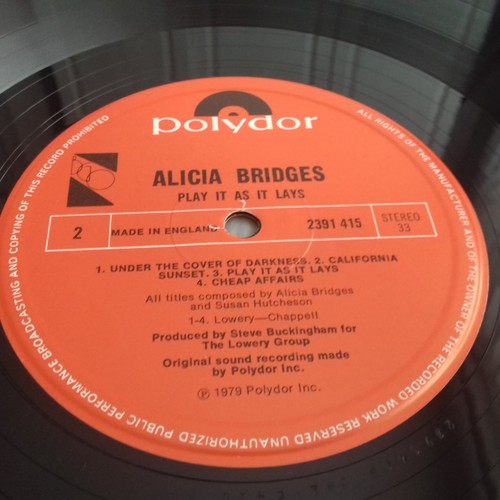 polydor
ALICIA BRIDGES
PLAY IT AS IT LAYS
2
MADE IN ENGLAND
2391 415
STEREO
33
1. UNDER THE COVER OF DARKNESS. 2. CALIFORNIA
SUNSET. 3. PLAY IT AS IT LAYS
4. CHEAP AFFAIRS
All titles composed by Alicia Bridges
and Susan Hutcheson
1-4. Lowery—Chappell
Produced by Steve Buckingham for
The Lowery Group
Original sound recording made
by Polydor Inc.
℗ 1979 Polydor Inc.
ALL RIGHTS OF THE MANUFACTURER AND OF THE OWNER OF THE RECORDED WORK RESERVED UNAUTHORIZED PUBLIC PERFORMANCE BROADCASTING AND COPYING OF THIS RECORD PROHIBITED